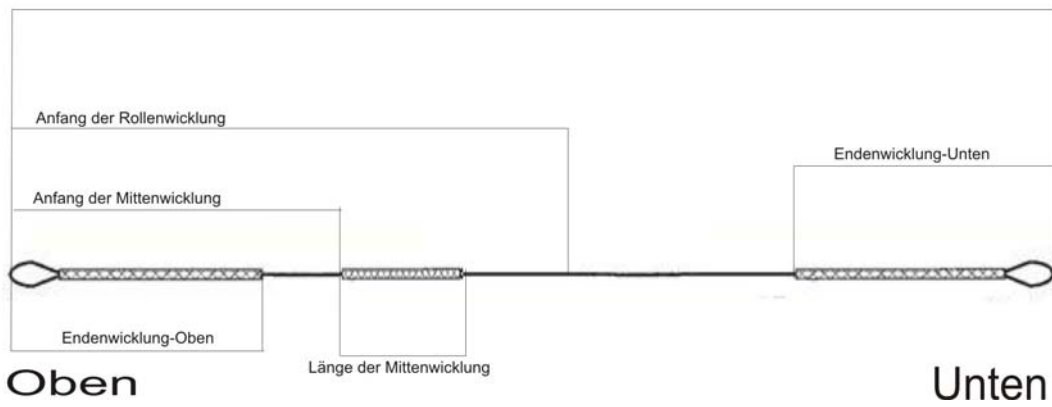 Anfang der Rollenwicklung
Endenwicklung-Unten
Anfang der Mittenwicklung
Endenwicklung-Oben
Länge der Mittenwicklung
Oben
Unten